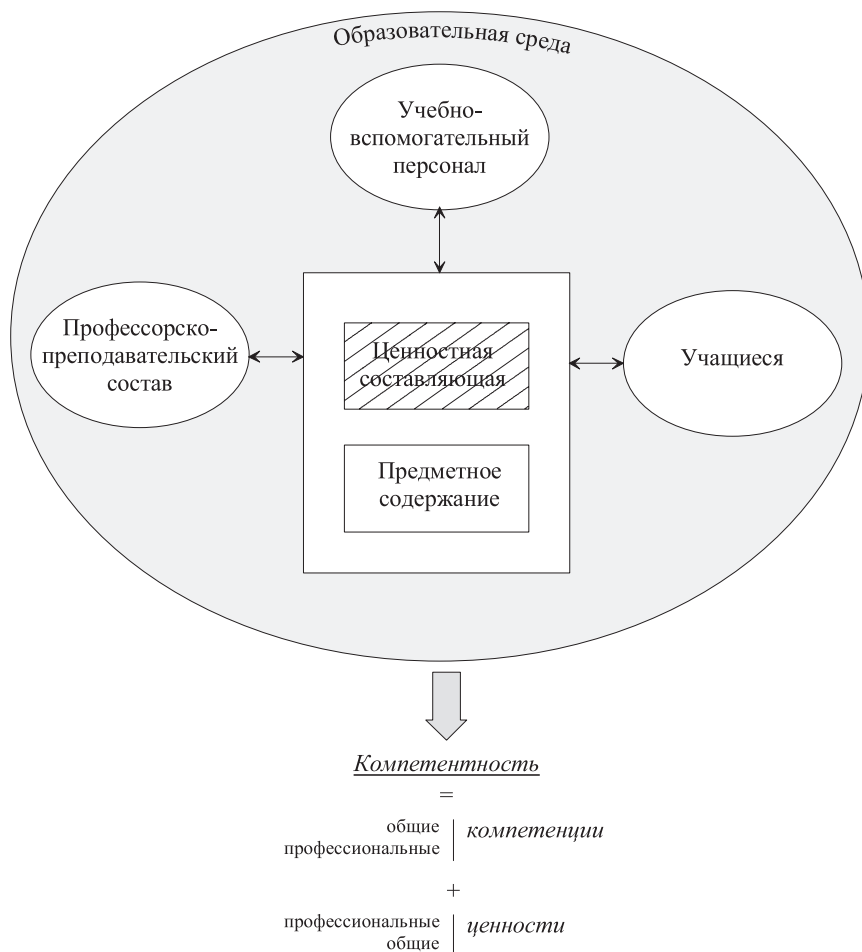 Образовательная среда
Учебно-
вспомогательный
персонал
Профессорско-
преподавательский
состав
Ценностная
составляющая
Учащиеся
Предметное
содержание
Компетентность
=
общие
профессиональные
компетенции
+
профессиональные
общие
ценности